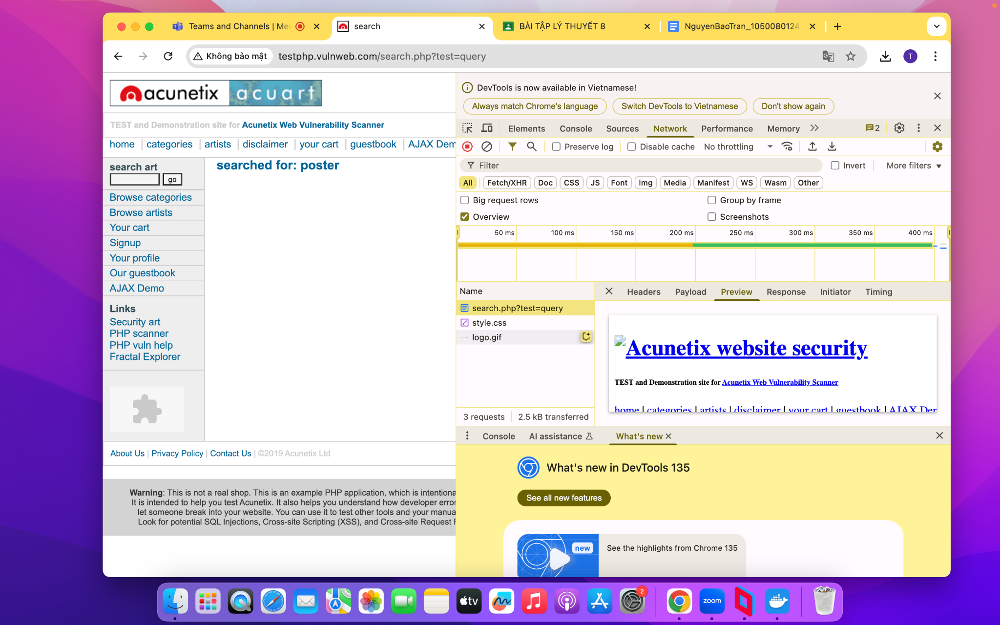 Teams and Channels | Mee
search
BÀI TẬP LÝ THUYẾT 8
NguyenBaoTran_1050080124
Không bảo mật
testphp.vulnweb.com/search.php?test=query
T
acunetix acuart
TEST and Demonstration site for Acunetix Web Vulnerability Scanner
home | categories | artists | disclaimer | your cart | guestbook | AJAX Dem
search art
go
Browse categories
Browse artists
Your cart
Signup
Your profile
Our guestbook
AJAX Demo
Links
Security art
PHP scanner
PHP vuln help
Fractal Explorer
searched for: poster
About Us | Privacy Policy | Contact Us | ©2019 Acunetix Ltd
Warning: This is not a real shop. This is an example PHP application, which is intentiona
It is intended to help you test Acunetix. It also helps you understand how developer error
let someone break into your website. You can use it to test other tools and your manua
Look for potential SQL Injections, Cross-site Scripting (XSS), and Cross-site Request F
DevTools is now available in Vietnamese!
Always match Chrome's language
Switch DevTools to Vietnamese
Don't show again
Elements Console Sources Network Performance Memory 2
Preserve log Disable cache No throttling
Filter
Invert More filters
All Fetch/XHR Doc CSS JS Font Img Media Manifest WS Wasm Other
Big request rows Group by frame
Overview Screenshots
50 ms 100 ms 150 ms 200 ms 250 ms 300 ms 350 ms 400 ms
Name
search.php?test=query
style.css
logo.gif
3 requests 2.5 kB transferred
Headers Payload Preview Response Initiator Timing
Acunetix website security
TEST and Demonstration site for Acunetix Web Vulnerability Scanner
home | categories | artists | disclaimer | your cart | guestbook | AJAX Der
Console AI assistance What's new
What's new in DevTools 135
See all new features
new
See the highlights from Chrome 135
tv
2
zoom